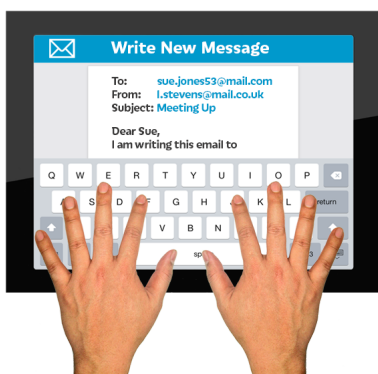 Write New Message
To: sue.jones53@mail.com
From: l.stevens@mail.co.uk
Subject: Meeting Up
Dear Sue,
I am writing this email to
Q W E R T Y U I O P
A S D F G H K L return
V B N